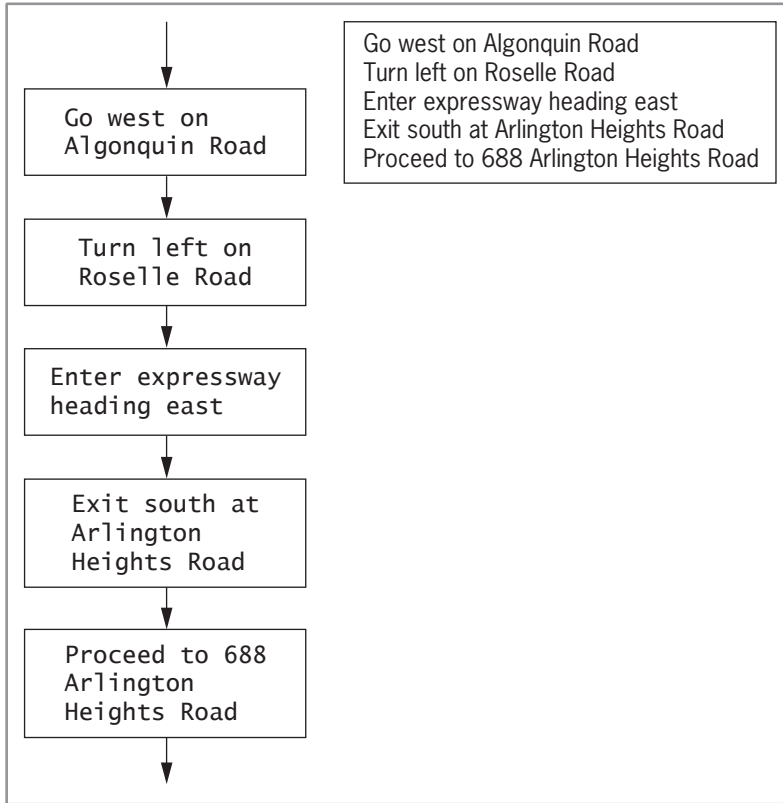 Go west on
Algonquin Road
Turn left on
Roselle Road
Enter expressway
heading east
Exit south at
Arlington
Heights Road
Proceed to 688
Arlington
Heights Road
Go west on Algonquin Road
Turn left on Roselle Road
Enter expressway heading east
Exit south at Arlington Heights Road
Proceed to 688 Arlington Heights Road